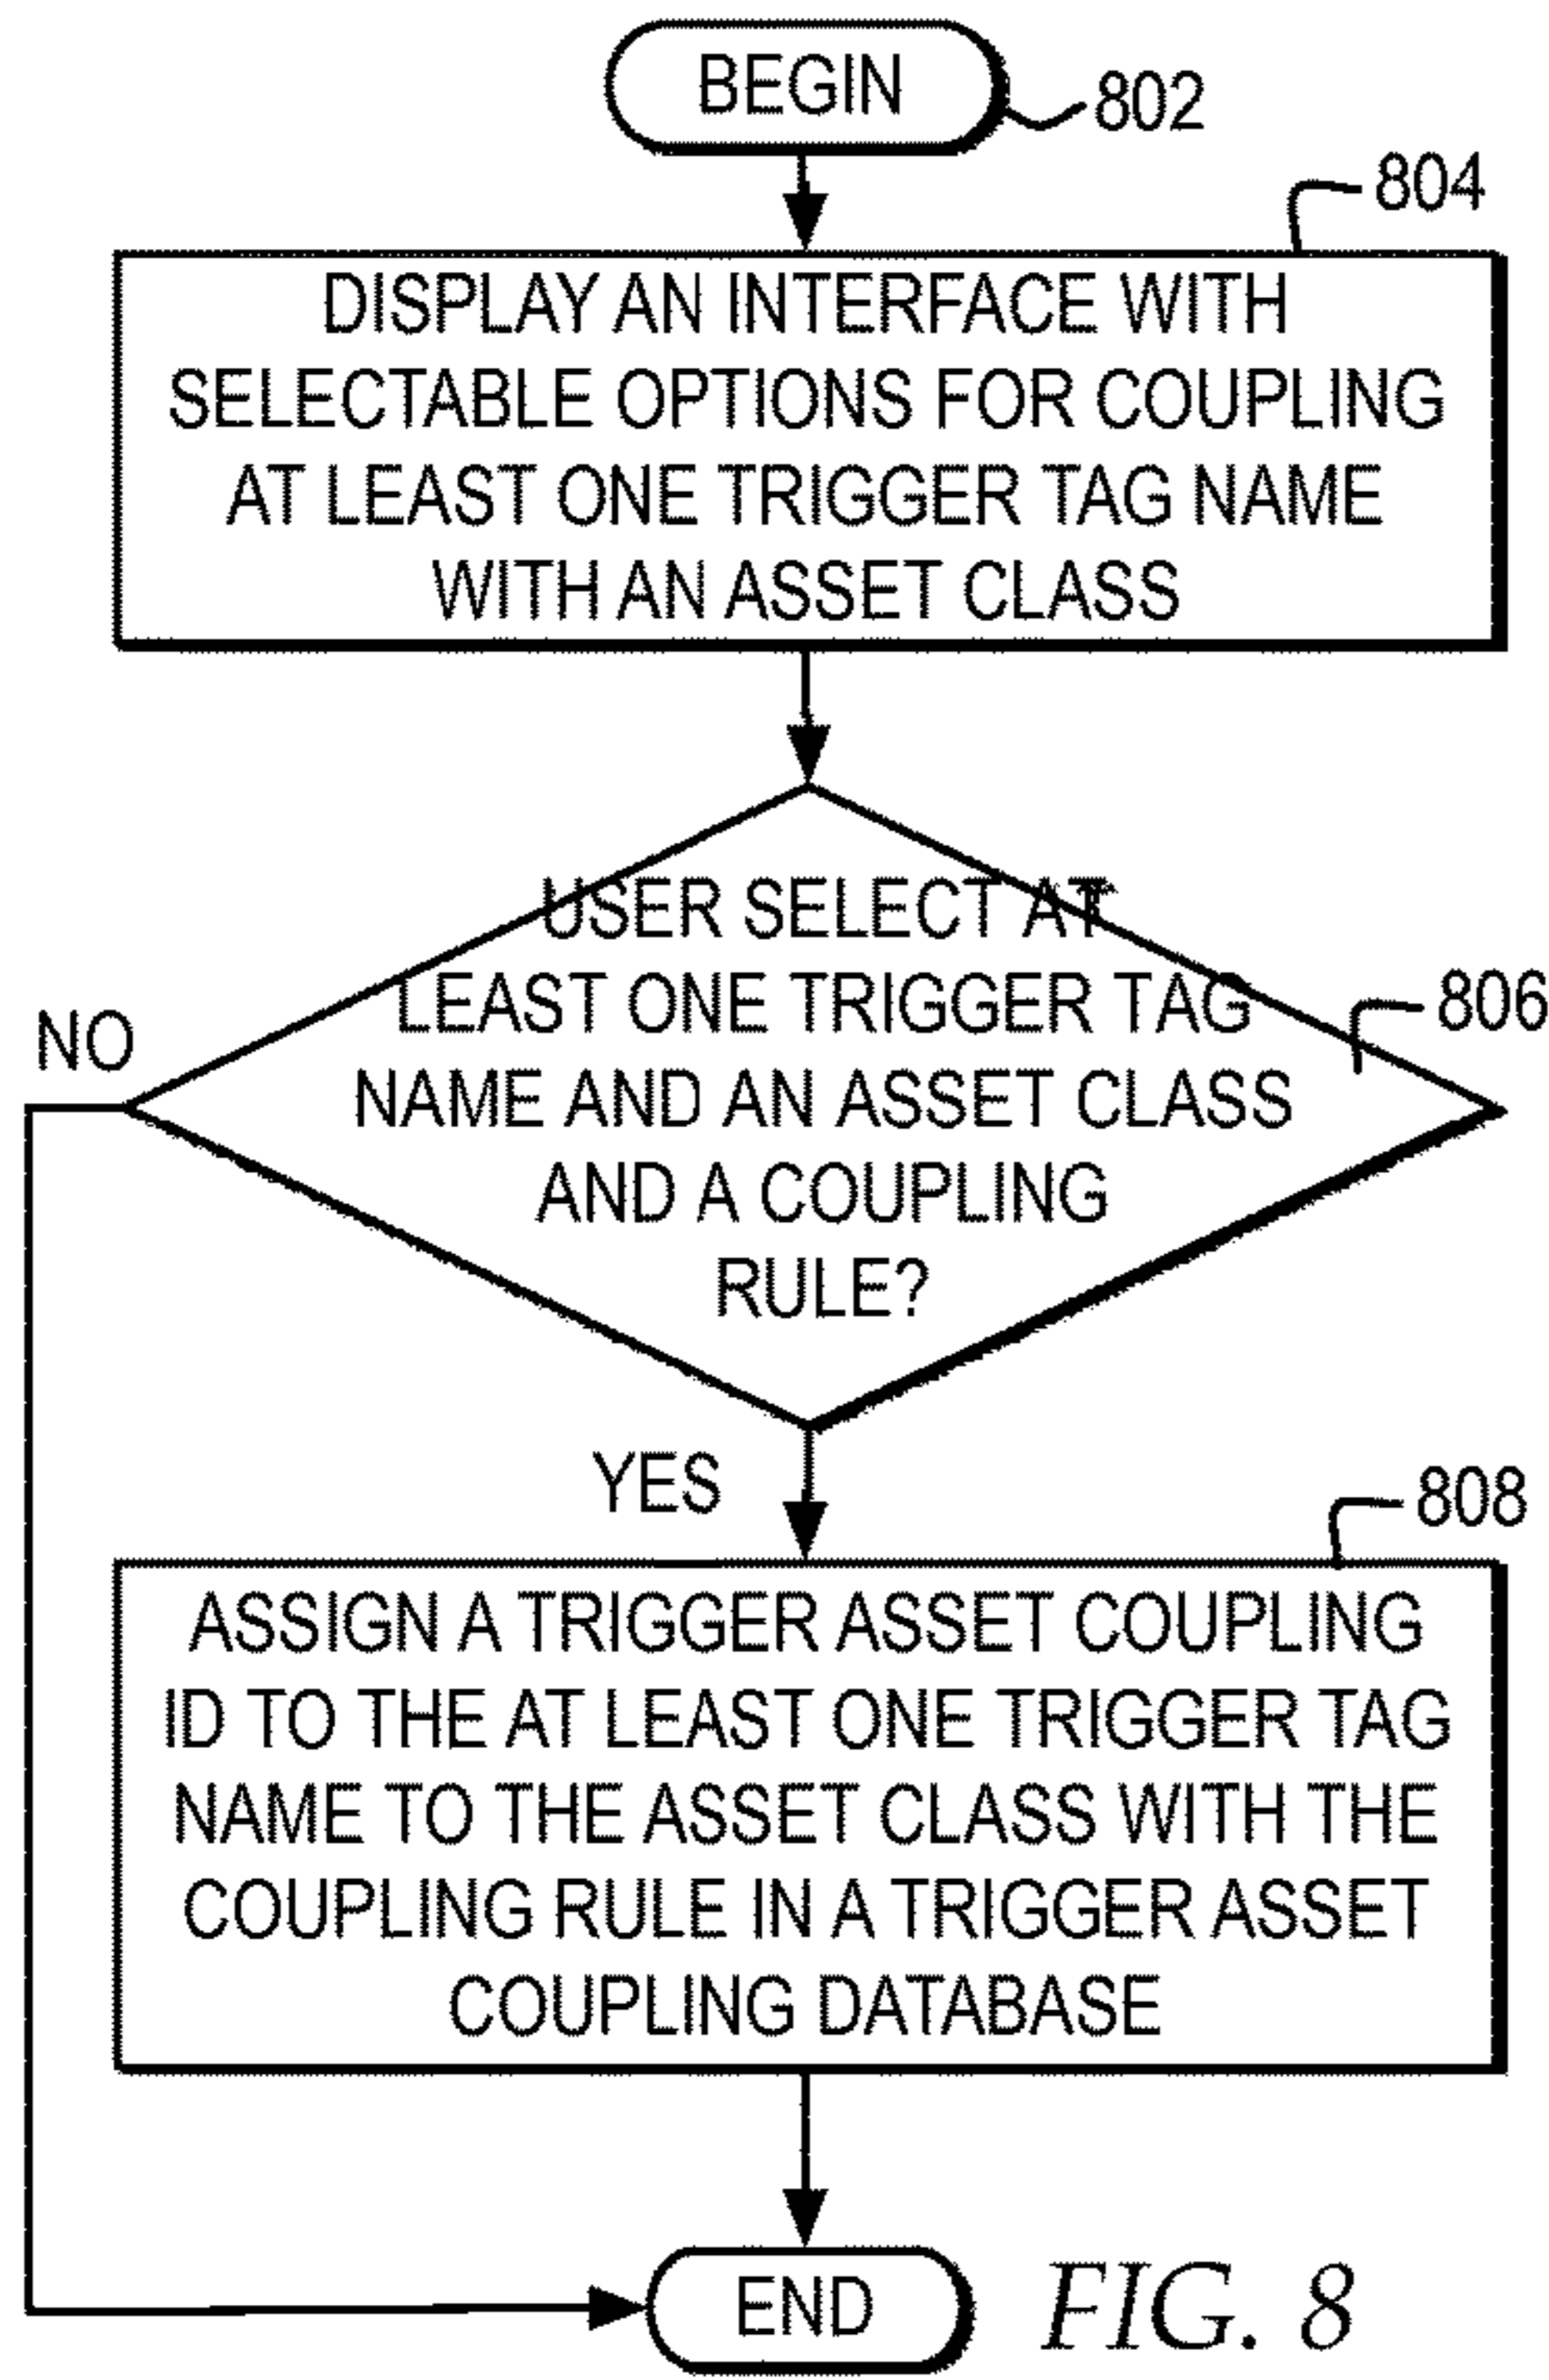 BEGIN
802
804
DISPLAY AN INTERFACE WITH
SELECTABLE OPTIONS FOR COUPLING
AT LEAST ONE TRIGGER TAG NAME
WITH AN ASSET CLASS
USER SELECT AT
LEAST ONE TRIGGER TAG
NAME AND AN ASSET CLASS
AND A COUPLING
RULE?
806
NO
YES
808
ASSIGN A TRIGGER ASSET COUPLING
ID TO THE AT LEAST ONE TRIGGER TAG
NAME TO THE ASSET CLASS WITH THE
COUPLING RULE IN A TRIGGER ASSET
COUPLING DATABASE
END
FIG. 8